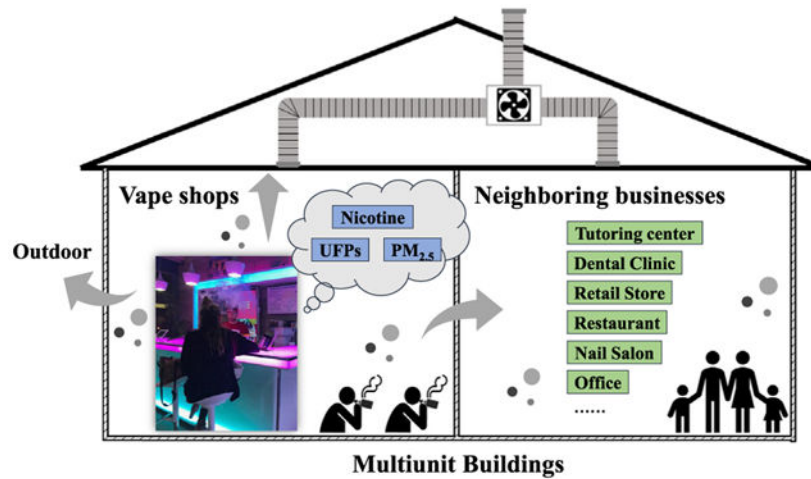 Vape shops
Neighboring businesses
Nicotine
UFPs PM2.5
Outdoor
Tutoring center
Dental Clinic
Retail Store
Restaurant
Nail Salon
Office
......
Multiunit Buildings